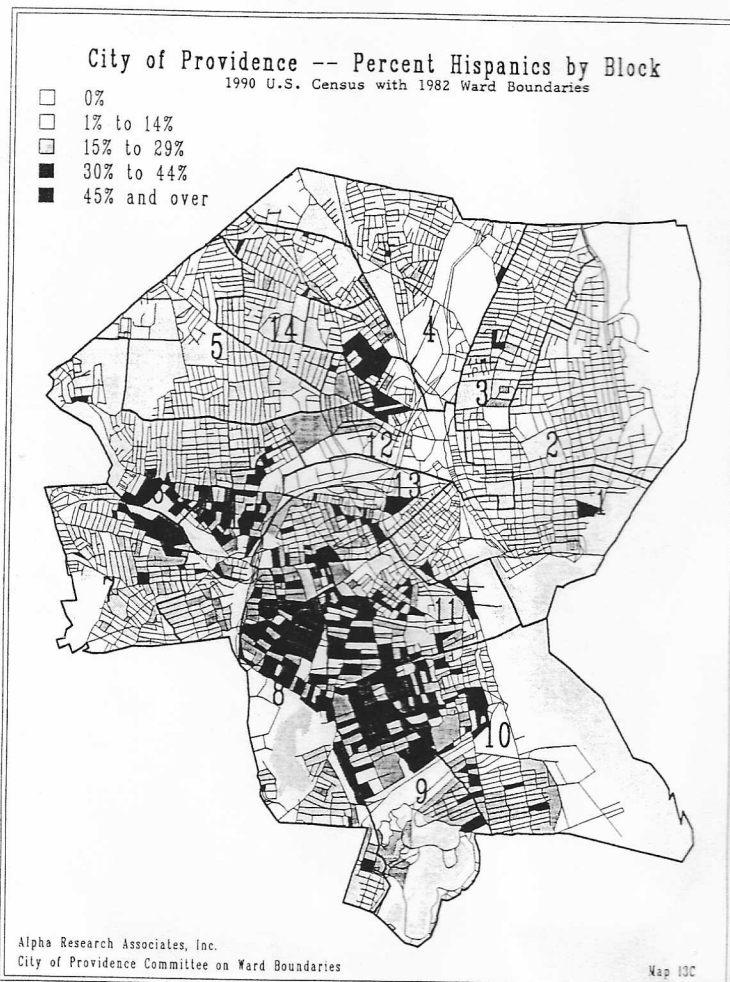 City of Providence -- Percent Hispanics by Block
1990 U.S. Census with 1982 Ward Boundaries
0%
1% to 14%
15% to 29%
30% to 44%
45% and over
14
4
5
3
12
2
13
6
1
7
11
8
10
9
Alpha Research Associates, Inc.
City of Providence Committee on Ward Boundaries
Map 13C